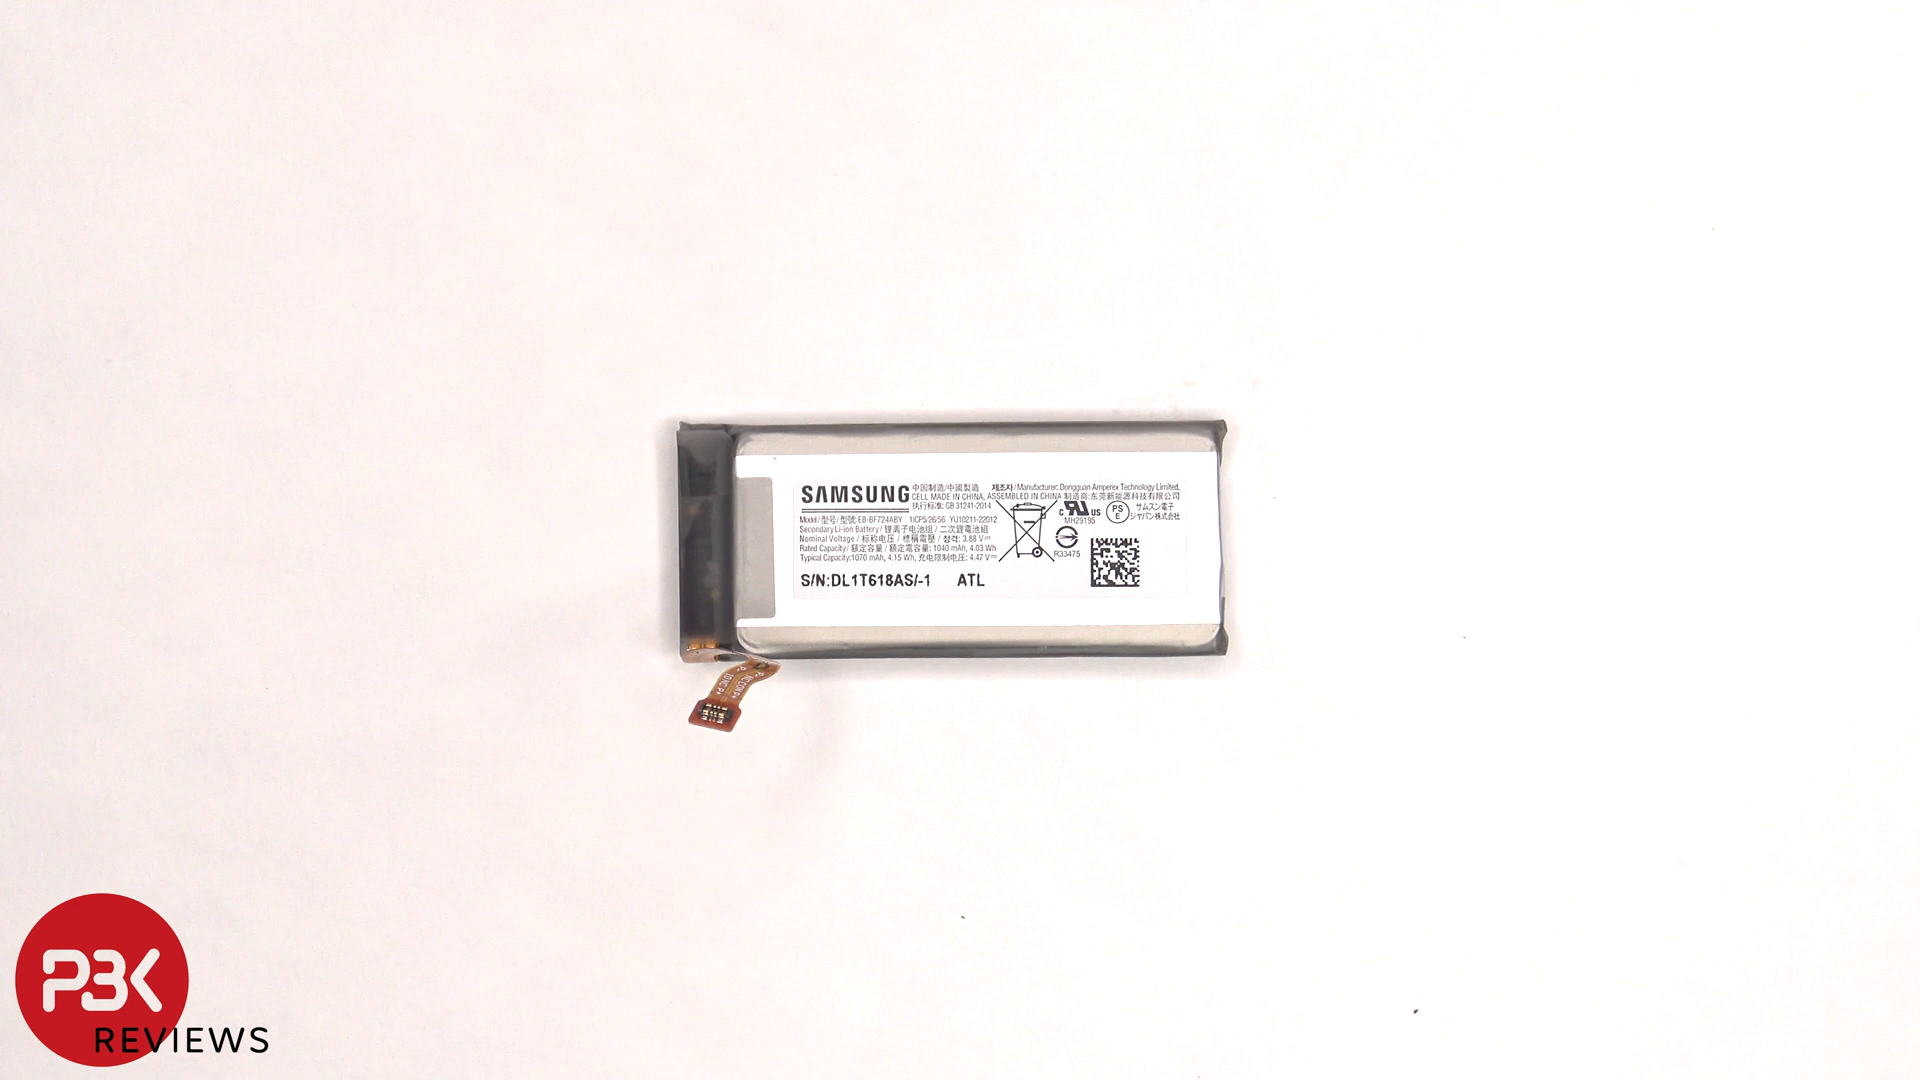 SAMSUNG
中国制造/中國製造 제조자/Manufacturer: Dongguan Amperex Technology Limited.
CELL MADE IN CHINA, ASSEMBLED IN CHINA 制造商:东莞新能源科技有限公司
执行标准: GB 31241-2014
Model/型号/型號: EB-BF724ABY 1ICP5/26/56 YU10211-22012
Secondary Li-ion Battery / 锂离子电池组 / 二次鋰電池組
Nominal Voltage / 标称电压 / 標稱電壓 / 정격: 3.88 V⎓
Rated Capacity/ 额定容量 / 額定電容量: 1040 mAh, 4.03 Wh
Typical Capacity:1070 mAh, 4.15 Wh, 充电限制电压: 4.47 V⎓
S/N:DL1T618AS/-1 ATL
c RU US
MH29195
R33475
PS
E
サムスン電子
ジャパン株式会社
P3K
REVIEWS